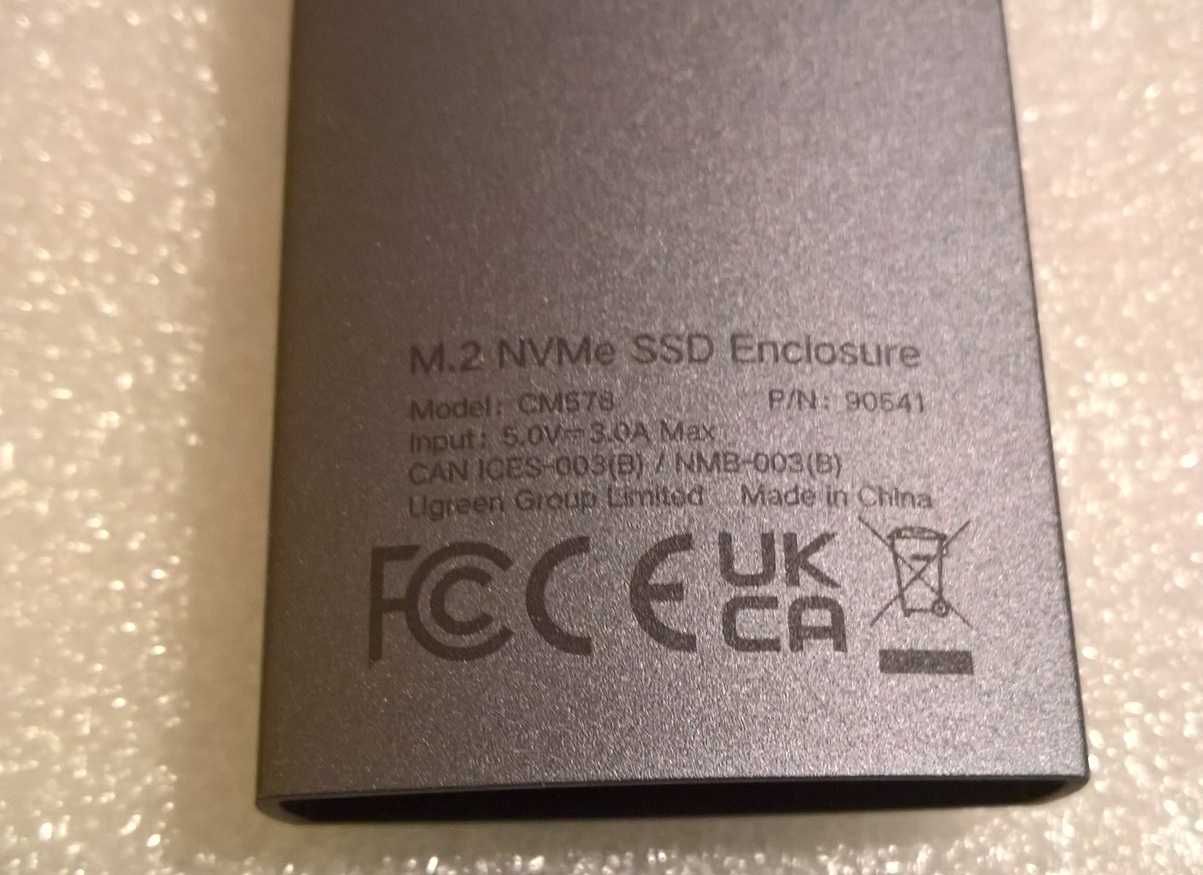 M.2 NVMe SSD Enclosure
Model: CM578 P/N: 90541
Input: 5.0V⎓3.0A Max
CAN ICES-003(B) / NMB-003(B)
Ugreen Group Limited Made in China
FC CE UK CA